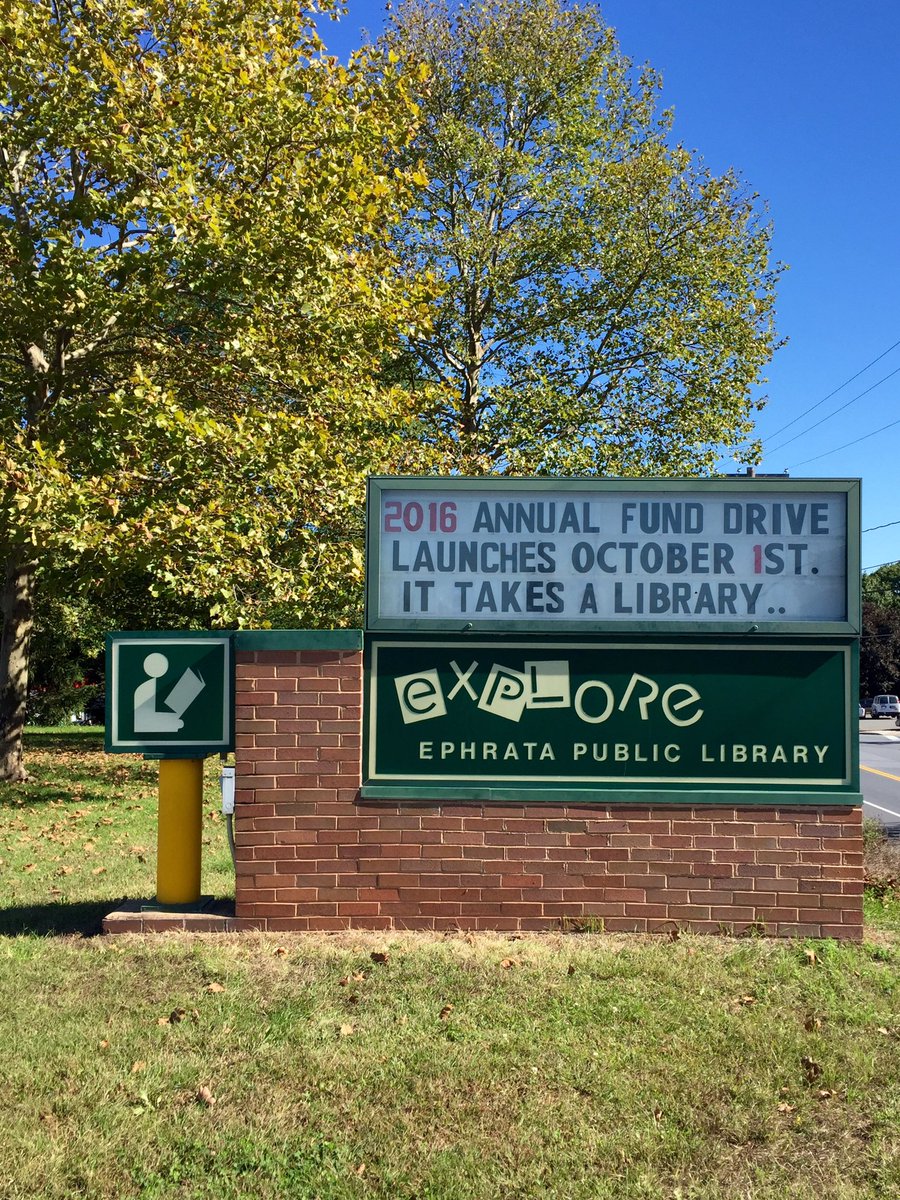 2016 ANNUAL FUND DRIVE
LAUNCHES OCTOBER 1ST.
IT TAKES A LIBRARY..
exPLORe
EPHRATA PUBLIC LIBRARY